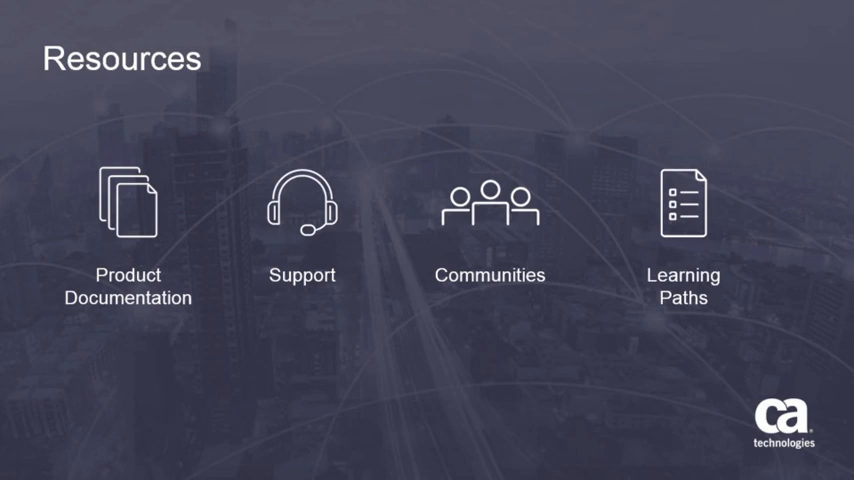 Resources
Product
Documentation
Support
Communities
Learning
Paths
ca
technologies